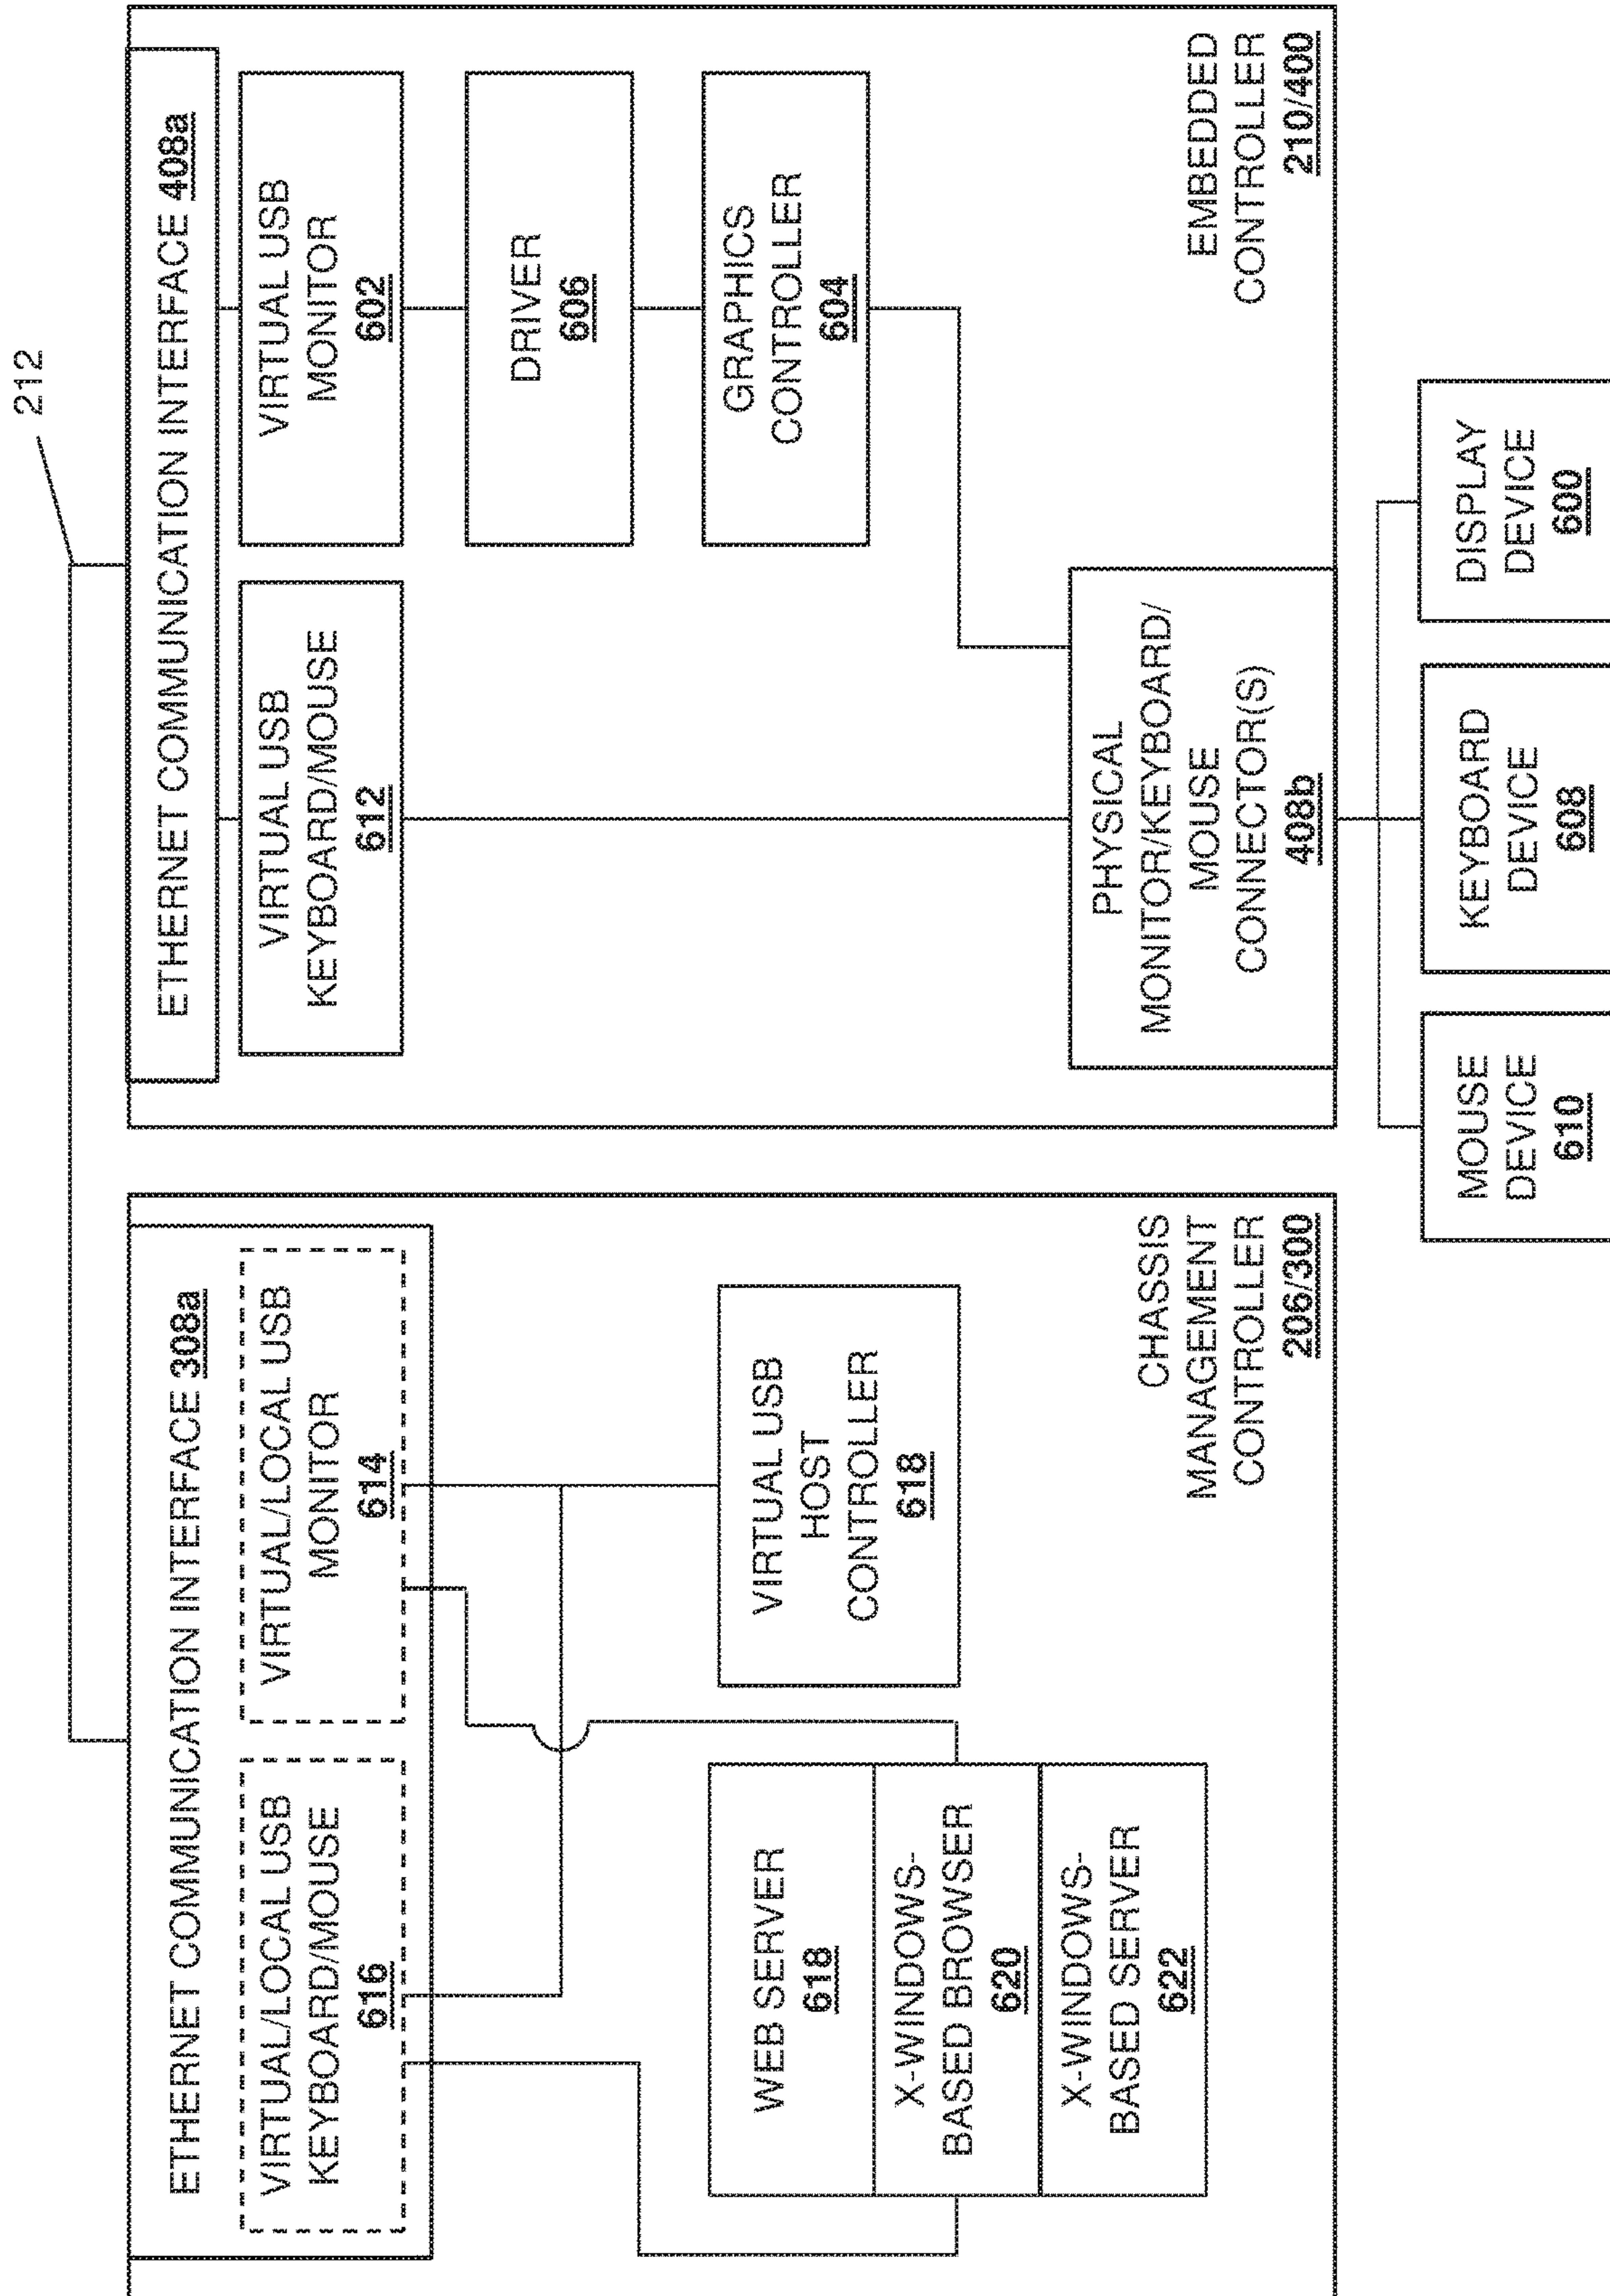 212
ETHERNET COMMUNICATION INTERFACE 308a
VIRTUAL/LOCAL USB
KEYBOARD/MOUSE
616
VIRTUAL/LOCAL USB
MONITOR
614
WEB SERVER
618
X-WINDOWS-
BASED BROWSER
620
X-WINDOWS-
BASED SERVER
622
VIRTUAL USB
HOST
CONTROLLER
618
CHASSIS
MANAGEMENT
CONTROLLER
206/300
ETHERNET COMMUNICATION INTERFACE 408a
VIRTUAL USB
KEYBOARD/MOUSE
612
VIRTUAL USB
MONITOR
602
DRIVER
606
GRAPHICS
CONTROLLER
604
PHYSICAL
MONITOR/KEYBOARD/
MOUSE
CONNECTOR(S)
408b
EMBEDDED
CONTROLLER
210/400
MOUSE
DEVICE
610
KEYBOARD
DEVICE
608
DISPLAY
DEVICE
600